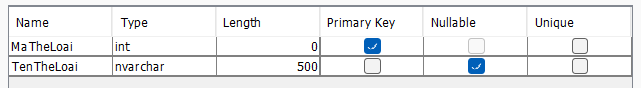 Name Type Length Primary Key Nullable Unique
MaTheLoai int 0
TenTheLoai nvarchar 500